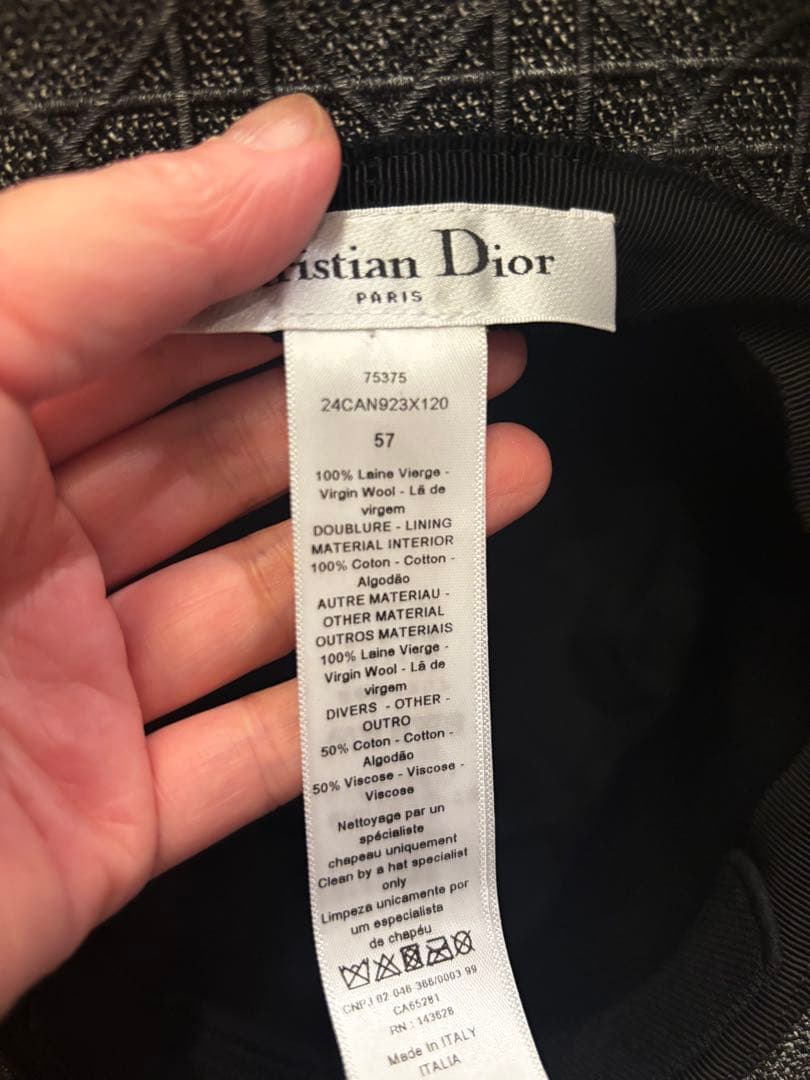 ristian Dior
PARIS
75375
24CAN923X120
57
100% Laine Vierge -
Virgin Wool - Lã de
virgem
DOUBLURE - LINING
MATERIAL INTERIOR
100% Coton - Cotton -
Algodão
AUTRE MATERIAU -
OTHER MATERIAL
OUTROS MATERIAIS
100% Laine Vierge -
Virgin Wool - Lã de
virgem
DIVERS - OTHER -
OUTRO
50% Coton - Cotton -
Algodão
50% Viscose - Viscose -
Viscose
Nettoyage par un
spécialiste
chapeau uniquement
Clean by a hat specialist
only
Limpeza unicamente por
um especialista
de chapéu
CNPJ 02 046 366/0003 99
CA65281
RN : 143628
Made in ITALY
ITALIA